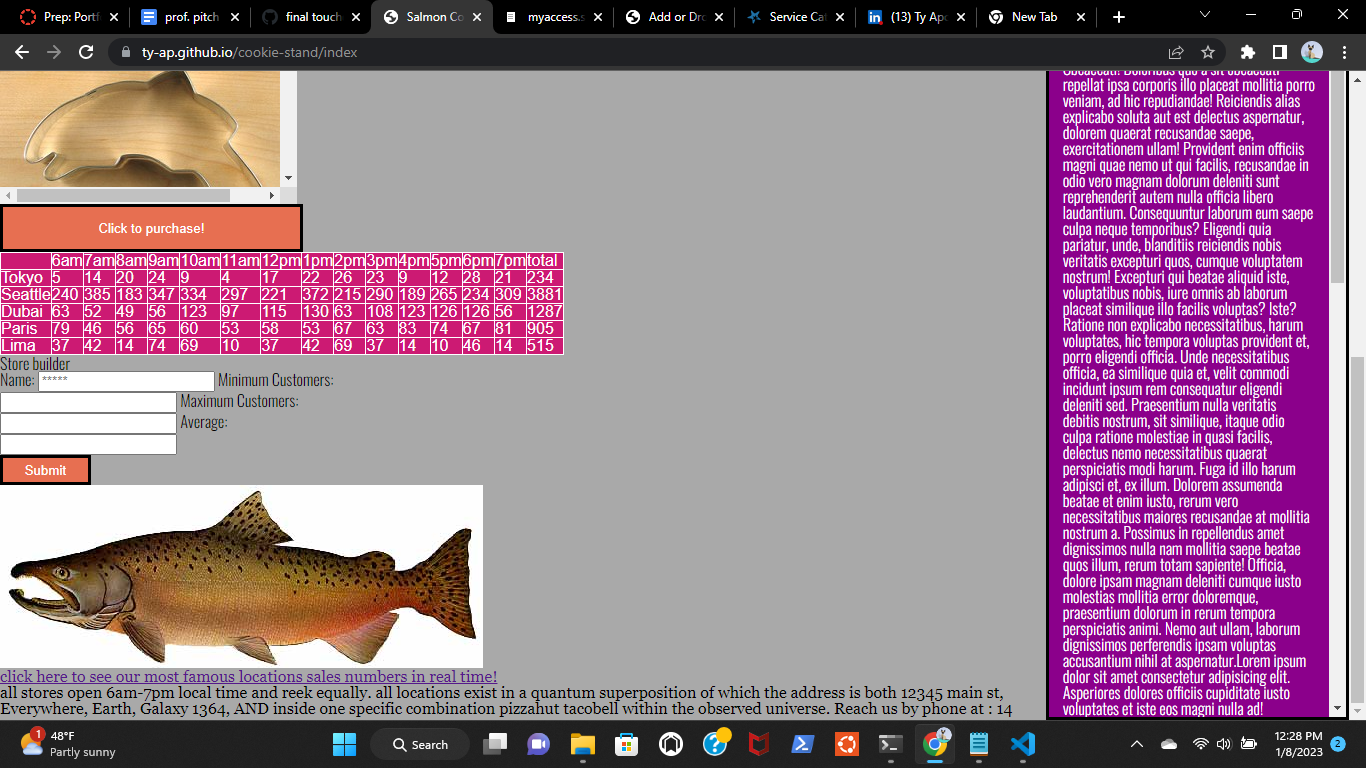 Prep: Portf
prof. pitch
final touch
Salmon Co
myaccess.s
Add or Dro
Service Cat
(13) Ty Apo
New Tab
ty-ap.github.io/cookie-stand/index
Click to purchase!
6am 7am 8am 9am 10am 11am 12pm 1pm 2pm 3pm 4pm 5pm 6pm 7pm total
Tokyo 5 14 20 24 9 4 17 22 26 23 9 12 28 21 234
Seattle 240 385 183 347 334 297 221 372 215 290 189 265 234 309 3881
Dubai 63 52 49 56 123 97 115 130 63 108 123 126 126 56 1287
Paris 79 46 56 65 60 53 58 53 67 63 83 74 67 81 905
Lima 37 42 14 74 69 10 37 42 69 37 14 10 46 14 515
Store builder
Name: ***** Minimum Customers:
Maximum Customers:
Average:
Submit
click here to see our most famous locations sales numbers in real time!
all stores open 6am-7pm local time and reek equally. all locations exist in a quantum superposition of which the address is both 12345 main st,
Everywhere, Earth, Galaxy 1364, AND inside one specific combination pizzahut tacobell within the observed universe. Reach us by phone at : 14
repellat ipsa corporis illo placeat mollitia porro
veniam, ad hic repudiandae! Reiciendis alias
explicabo soluta aut est delectus aspernatur,
dolorem quaerat recusandae saepe,
exercitationem ullam! Provident enim officiis
magni quae nemo ut qui facilis, recusandae in
odio vero magnam dolorum deleniti sunt
reprehenderit autem nulla officia libero
laudantium. Consequuntur laborum eum saepe
culpa neque temporibus? Eligendi quia
pariatur, unde, blanditiis reiciendis nobis
veritatis excepturi quos, cumque voluptatem
nostrum! Excepturi qui beatae aliquid iste,
voluptatibus nobis, iure omnis ab laborum
placeat similique illo facilis voluptas? Iste?
Ratione non explicabo necessitatibus, harum
voluptates, hic tempora voluptas provident et,
porro eligendi officia. Unde necessitatibus
officia, ea similique quia et, velit commodi
incidunt ipsum rem consequatur eligendi
deleniti sed. Praesentium nulla veritatis
debitis nostrum, sit similique, itaque odio
culpa ratione molestiae in quasi facilis,
delectus nemo necessitatibus quaerat
perspiciatis modi harum. Fuga id illo harum
adipisci et, ex illum. Dolorem assumenda
beatae et enim iusto, rerum vero
necessitatibus maiores recusandae at mollitia
nostrum a. Possimus in repellendus amet
dignissimos nulla nam mollitia saepe beatae
quos illum, rerum totam sapiente! Officia,
dolore ipsam magnam deleniti cumque iusto
molestias mollitia error doloremque,
praesentium dolorum in rerum tempora
perspiciatis animi. Nemo aut ullam, laborum
dignissimos perferendis ipsam voluptas
accusantium nihil at aspernatur.Lorem ipsum
dolor sit amet consectetur adipisicing elit.
Asperiores dolores officiis cupiditate iusto
voluptates et iste eos magni nulla ad!
1
48°F
Partly sunny
Search
12:28 PM
1/8/2023
2